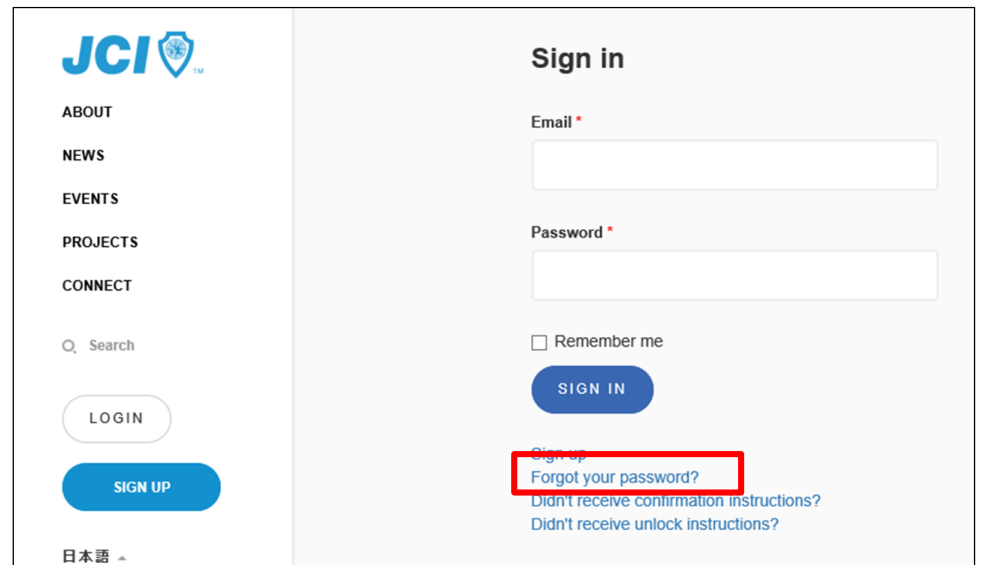 JCI TM
ABOUT
NEWS
EVENTS
PROJECTS
CONNECT
Search
LOGIN
SIGN UP
日本語
Sign in
Email *
Password *
Remember me
SIGN IN
Sign up
Forgot your password?
Didn't receive confirmation instructions?
Didn't receive unlock instructions?